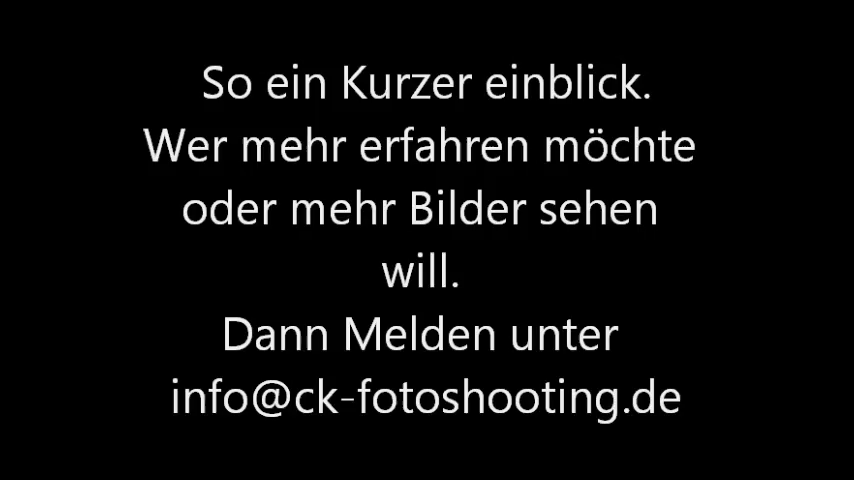 So ein Kurzer einblick.
Wer mehr erfahren möchte
oder mehr Bilder sehen
will.
Dann Melden unter
info@ck-fotoshooting.de